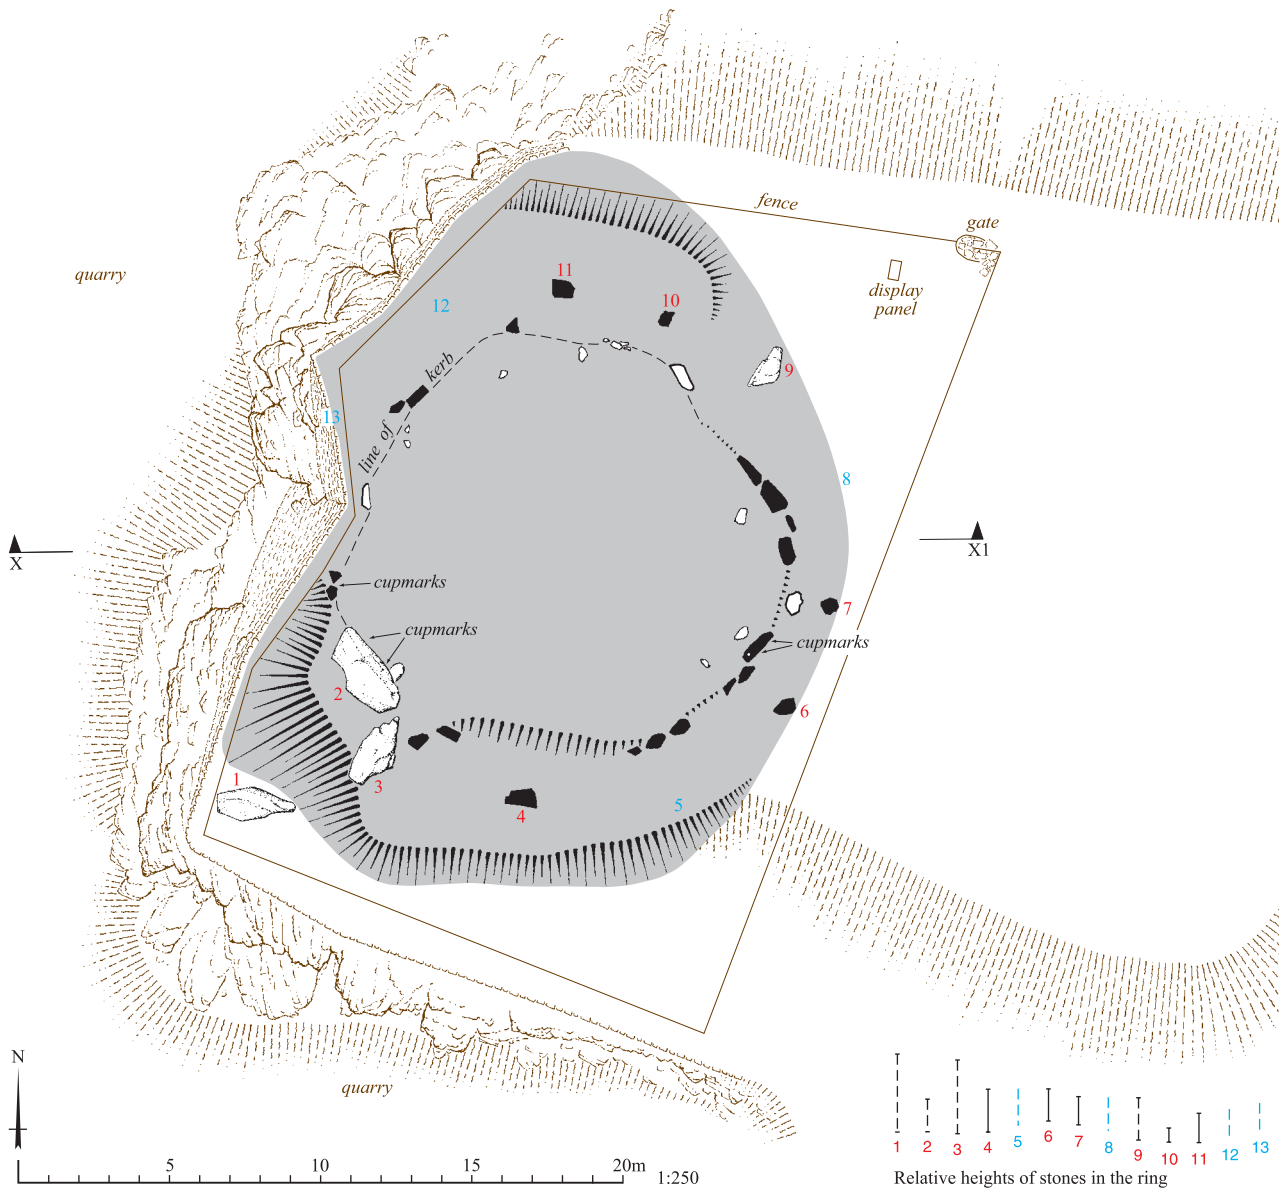 fence
gate
quarry
11
display
panel
10
12
kerb
9
13
line of
8
X
X1
cupmarks
7
cupmarks
cupmarks
2
6
1
3
5
4
N
quarry
1
2
3
4
5
6
7
8
9
10
11
12
13
5
10
15
20m
1:250
Relative heights of stones in the ring